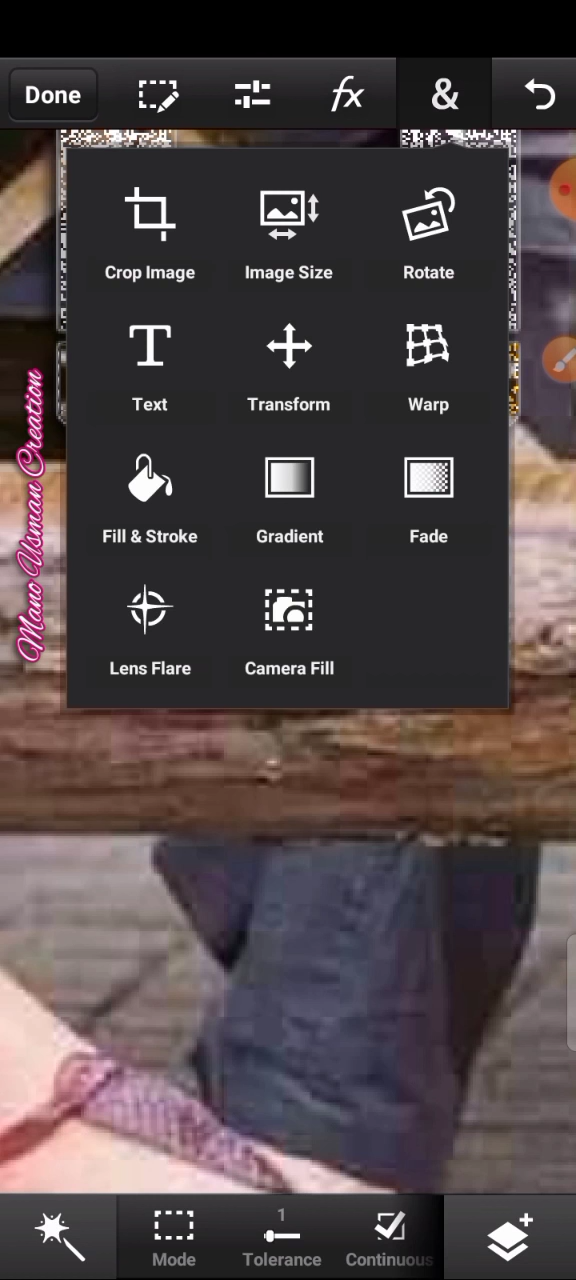 Done
fx
&
Crop Image
Image Size
Rotate
T
Text
Transform
Warp
Mano Usman Creation
Fill & Stroke
Gradient
Fade
Lens Flare
Camera Fill
1
Mode
Tolerance
Continuous